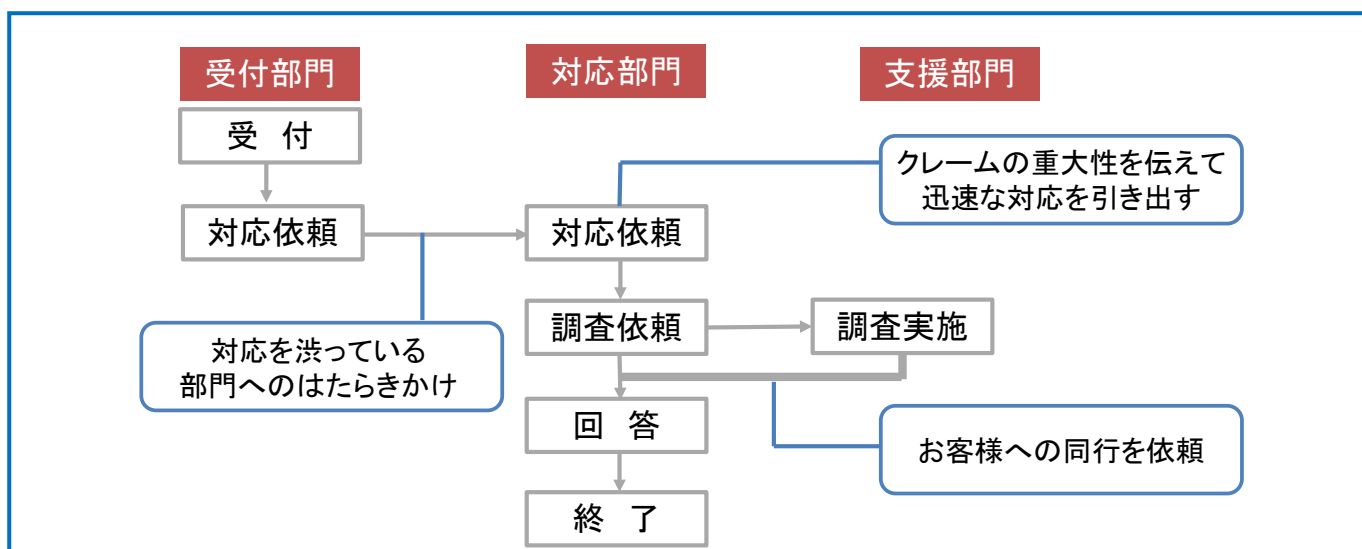 受付部門
対応部門
支援部門
受　付
クレームの重大性を伝えて
迅速な対応を引き出す
対応依頼
対応依頼
調査依頼
調査実施
対応を渋っている
部門へのはたらきかけ
回　答
お客様への同行を依頼
終　了